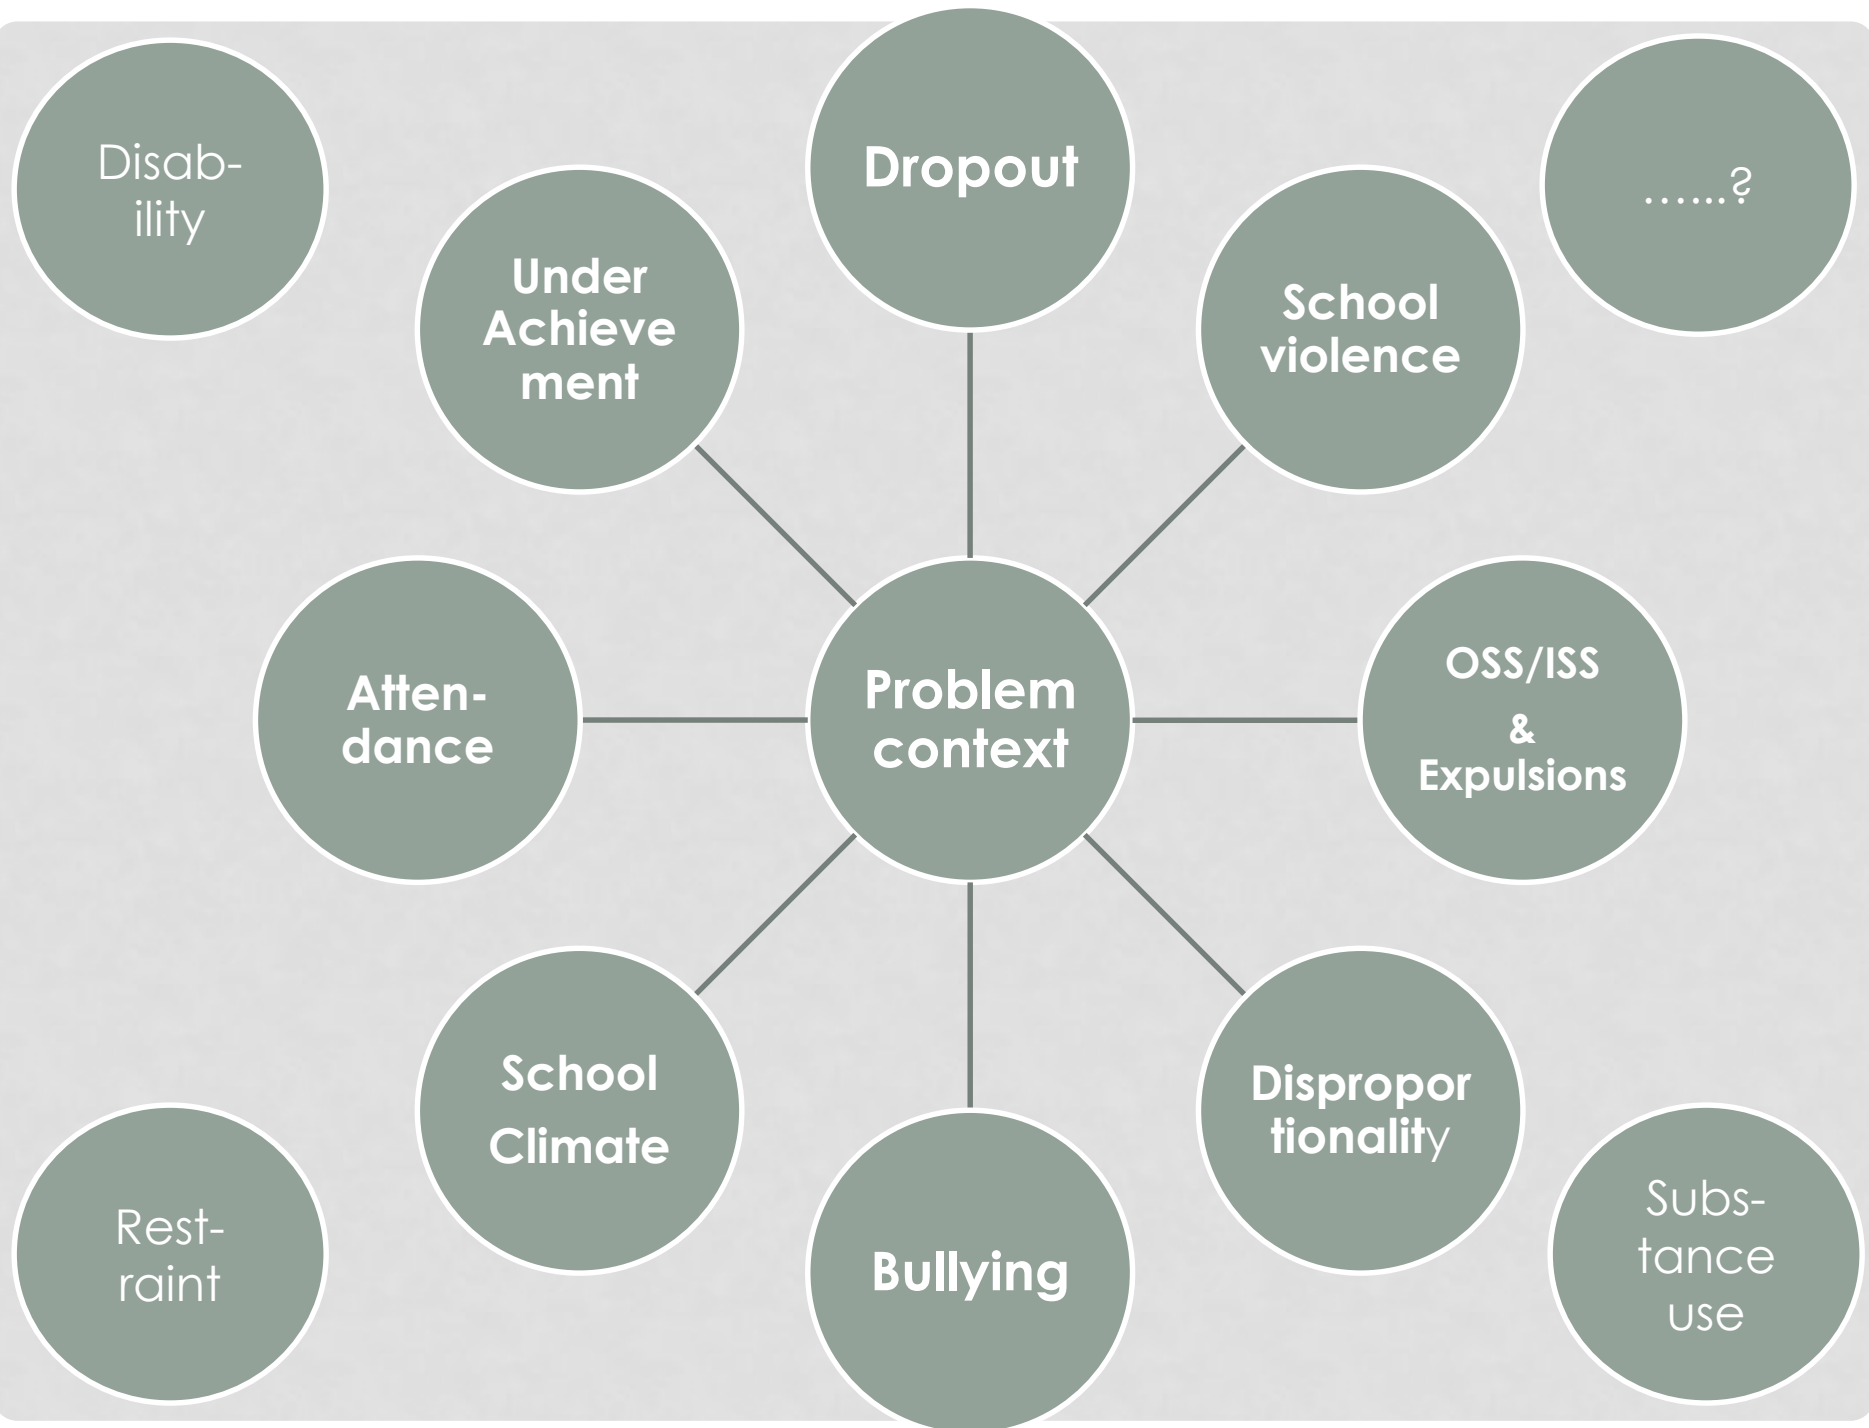 Disab-
ility
Dropout
......?
Under
Achieve
ment
School
violence
Atten-
dance
Problem
context
OSS/ISS
&
Expulsions
School
Climate
Dispropor
tionality
Bullying
Rest-
raint
Subs-
tance
use